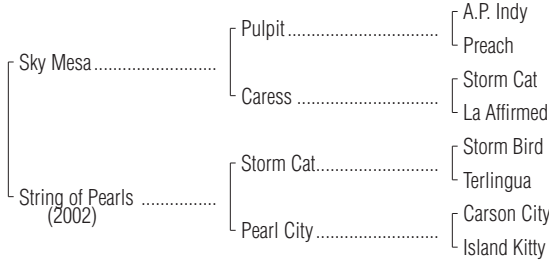 A.P. Indy
Pulpit
Preach
Sky Mesa
Storm Cat
Caress
La Affirmed
Storm Bird
Storm Cat
Terlingua
String of Pearls
(2002)
Carson City
Pearl City
Island Kitty